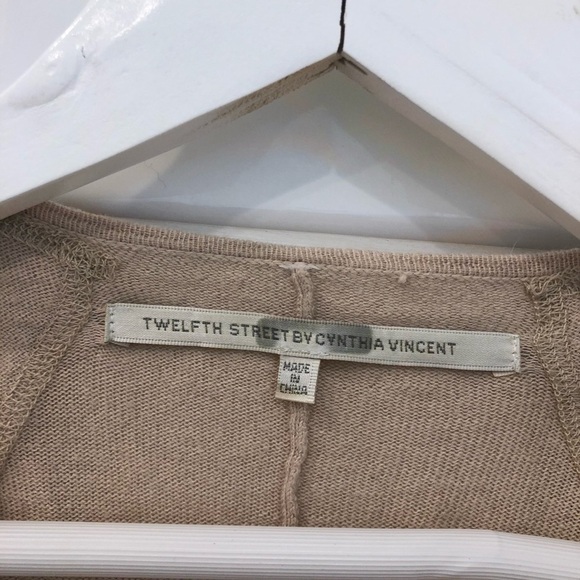 TWELFTH STREET BY CYNTHIA VINCENT
MADE
IN
CHINA